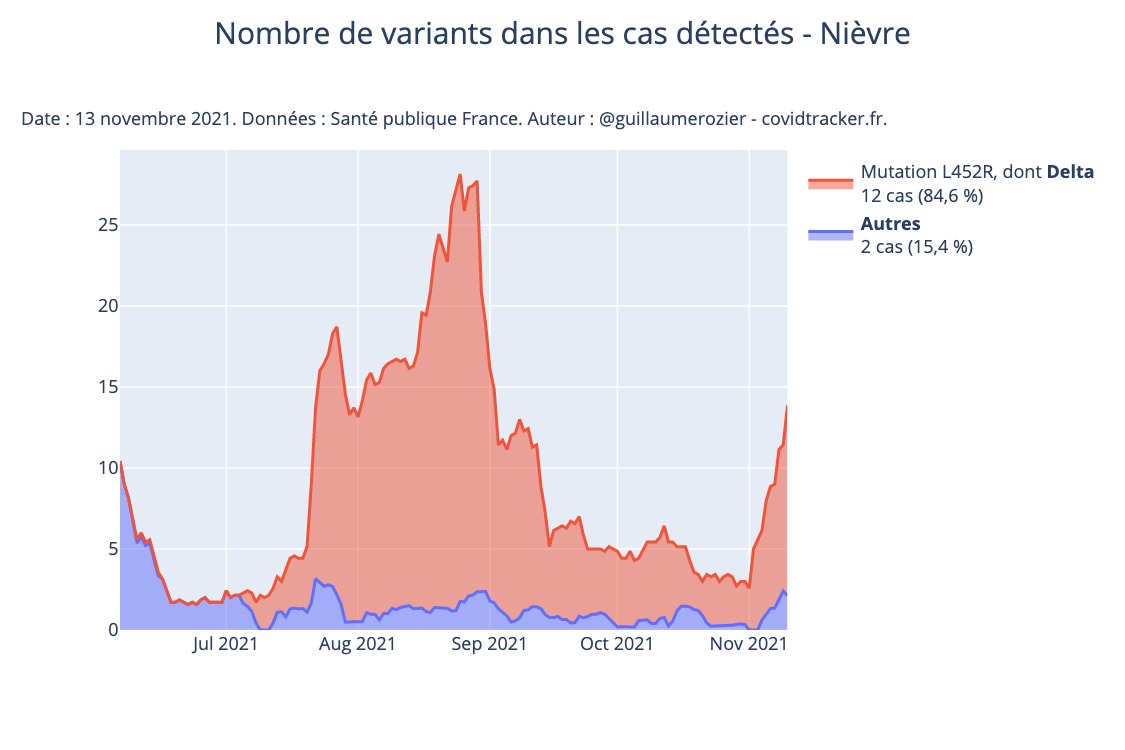 Nombre de variants dans les cas détectés - Nièvre
Date : 13 novembre 2021. Données : Santé publique France. Auteur : @guillaumerozier - covidtracker.fr.
Mutation L452R, dont Delta
12 cas (84,6 %)
Autres
2 cas (15,4 %)
25
20
15
10
5
0
Jul 2021
Aug 2021
Sep 2021
Oct 2021
Nov 2021